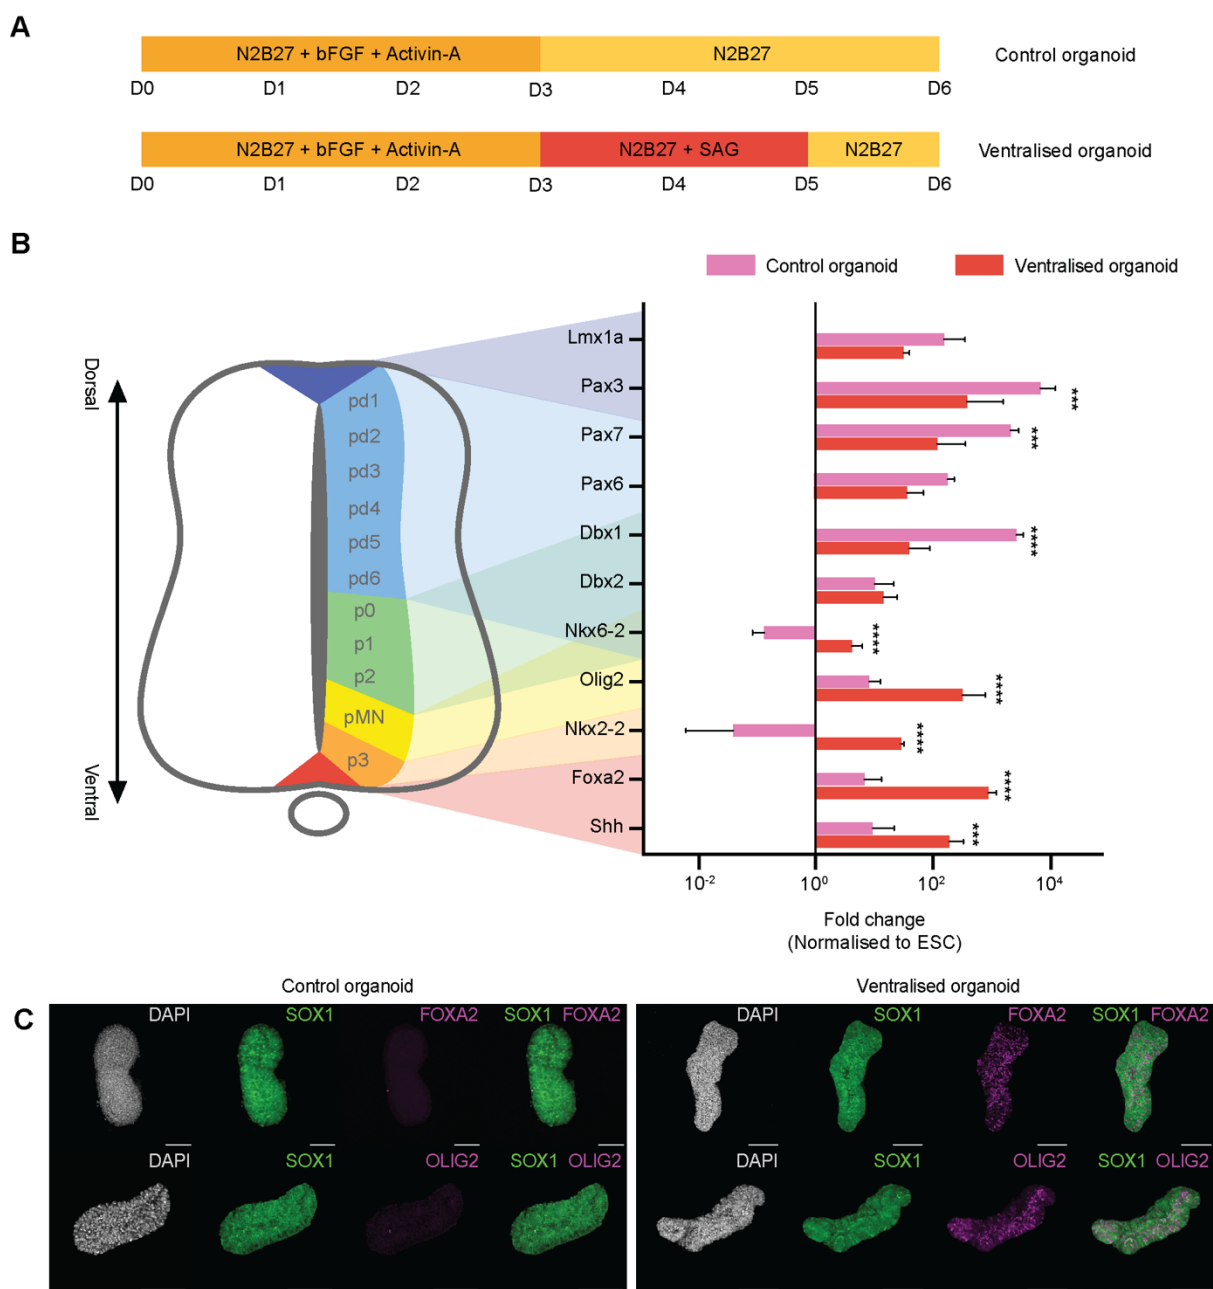 A
N2B27 + bFGF + Activin-A
N2B27
Control organoid
D0 D1 D2 D3 D4 D5 D6
N2B27 + bFGF + Activin-A
N2B27 + SAG
N2B27
Ventralised organoid
D0 D1 D2 D3 D4 D5 D6
B
Control organoid
Ventralised organoid
Dorsal
Ventral
pd1
pd2
pd3
pd4
pd5
pd6
p0
p1
p2
pMN
p3
Lmx1a
Pax3
***
Pax7
***
Pax6
Dbx1
****
Dbx2
Nkx6-2
****
Olig2
****
Nkx2-2
****
Foxa2
****
Shh
***
10-2 100 102 104
Fold change
(Normalised to ESC)
C
Control organoid
DAPI SOX1 FOXA2 SOX1 FOXA2
DAPI SOX1 OLIG2 SOX1 OLIG2
Ventralised organoid
DAPI SOX1 FOXA2 SOX1 FOXA2
DAPI SOX1 OLIG2 SOX1 OLIG2